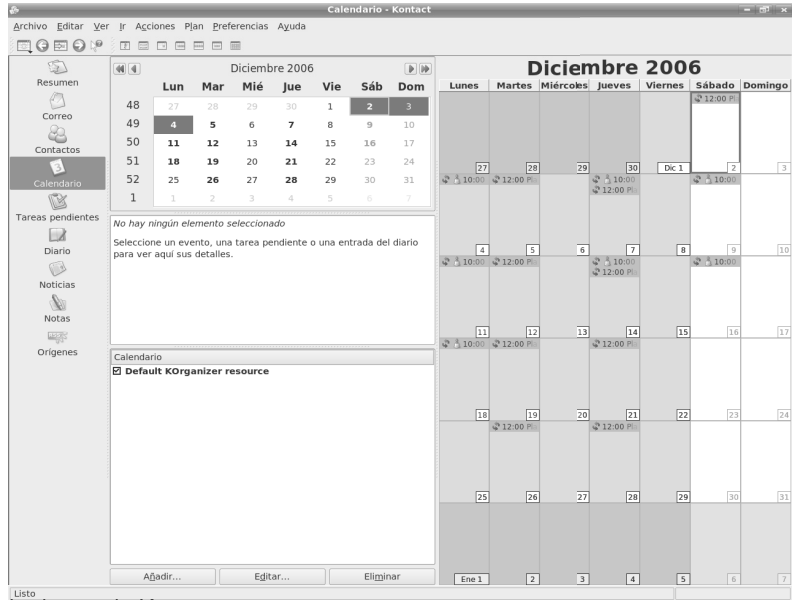 Calendario - Kontact
Archivo Editar Ver Ir Acciones Plan Preferencias Ayuda
Resumen
Correo
Contactos
Calendario
Tareas pendientes
Diario
Noticias
Notas
Orígenes
Diciembre 2006
Lun Mar Mié Jue Vie Sáb Dom
48 27 28 29 30 1 2 3
49 4 5 6 7 8 9 10
50 11 12 13 14 15 16 17
51 18 19 20 21 22 23 24
52 25 26 27 28 29 30 31
1 1 2 3 4 5 6 7
No hay ningún elemento seleccionado
Seleccione un evento, una tarea pendiente o una entrada del diario
para ver aquí sus detalles.
Calendario
Default KOrganizer resource
Añadir... Editar... Eliminar
Diciembre 2006
Lunes Martes Miércoles Jueves Viernes Sábado Domingo
12:00
27 28 29 30 Dic 1 2 3
10:00 12:00 10:00 10:00
12:00
4 5 6 7 8 9 10
10:00 12:00 10:00 10:00
12:00
11 12 13 14 15 16 17
10:00 12:00 12:00
18 19 20 21 22 23 24
12:00 12:00
25 26 27 28 29 30 31
Ene 1 2 3 4 5 6 7
Listo